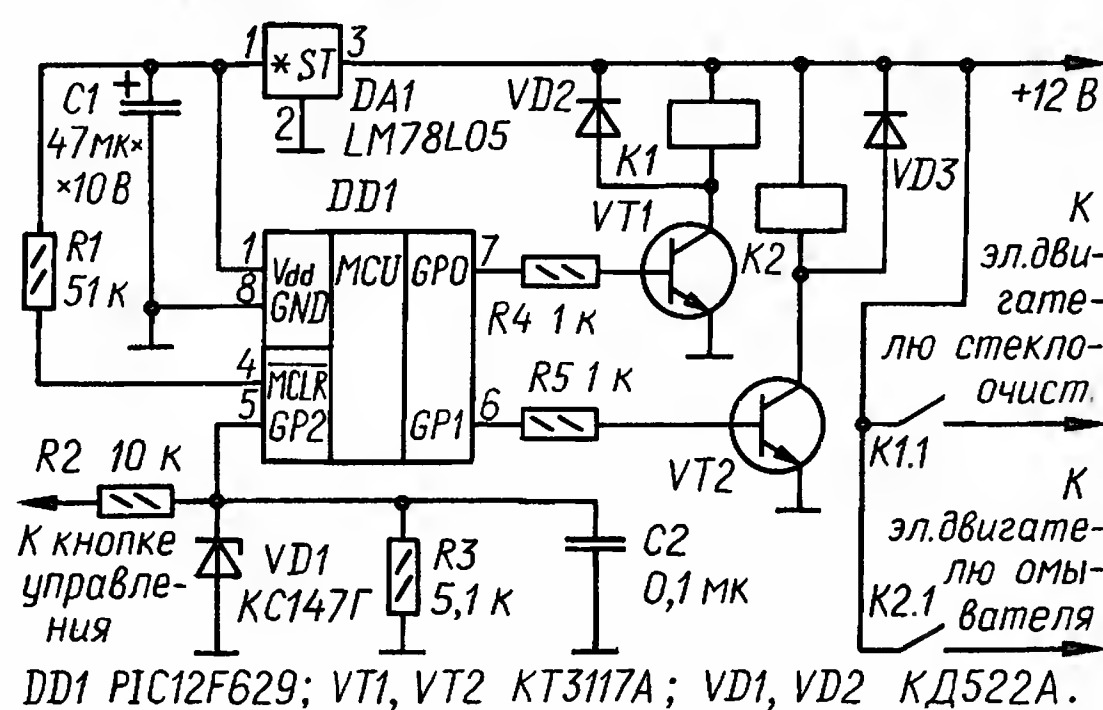 1
* ST
3
2
DA1
LM78L05
C1
+
47мк×
×10 В
R1
51 к
DD1
1
Vdd
8
GND
4
MCLR
5
GP2
MCU
GP0
7
GP1
6
R4 1 к
R5 1 к
VD2
K1
VT1
K2
VD3
VT2
+12 В
К
эл.дви-
гате-
лю стекло-
очист.
K1.1
К
эл.двигате-
лю омы-
вателя
K2.1
R2 10 к
К кнопке
управле-
ния
VD1
КС147Г
R3
5,1 к
C2
0,1 мк
DD1 PIC12F629; VT1, VT2 КТ3117А; VD1, VD2 КД522А.